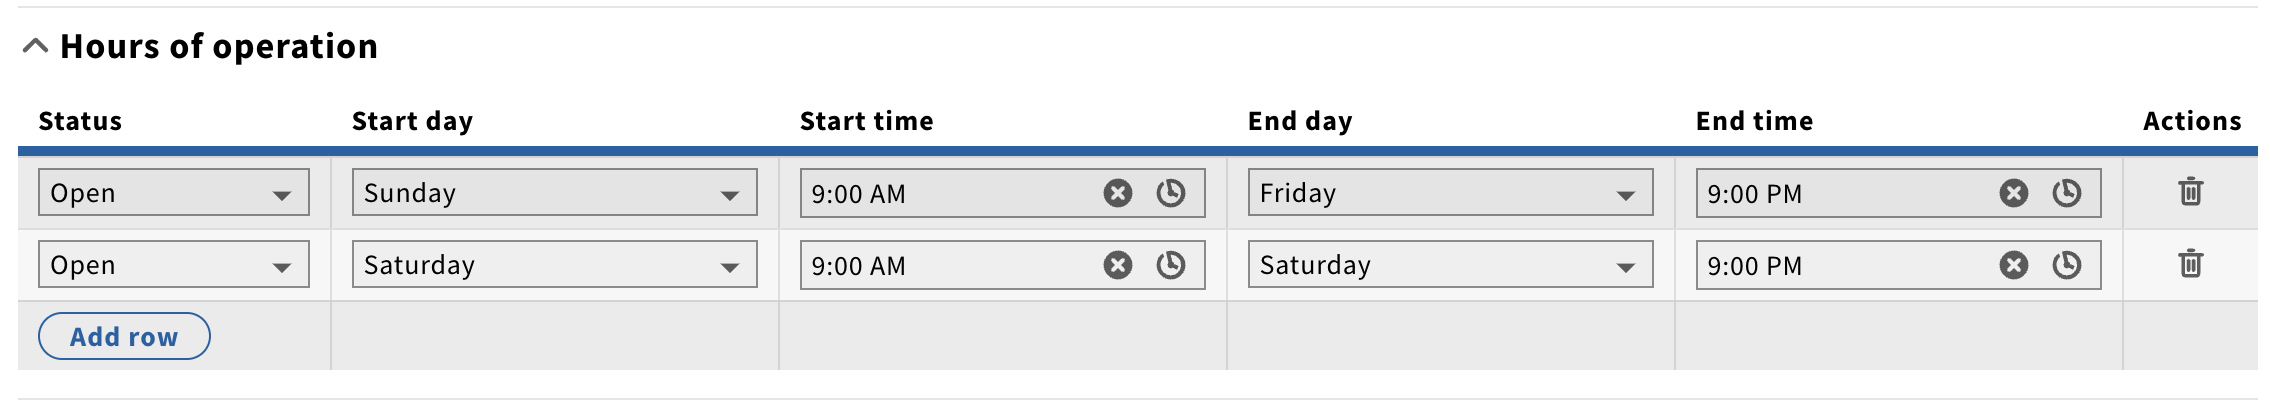 Hours of operation
Status Start day Start time End day End time Actions
Open Sunday 9:00 AM Friday 9:00 PM
Open Saturday 9:00 AM Saturday 9:00 PM
Add row